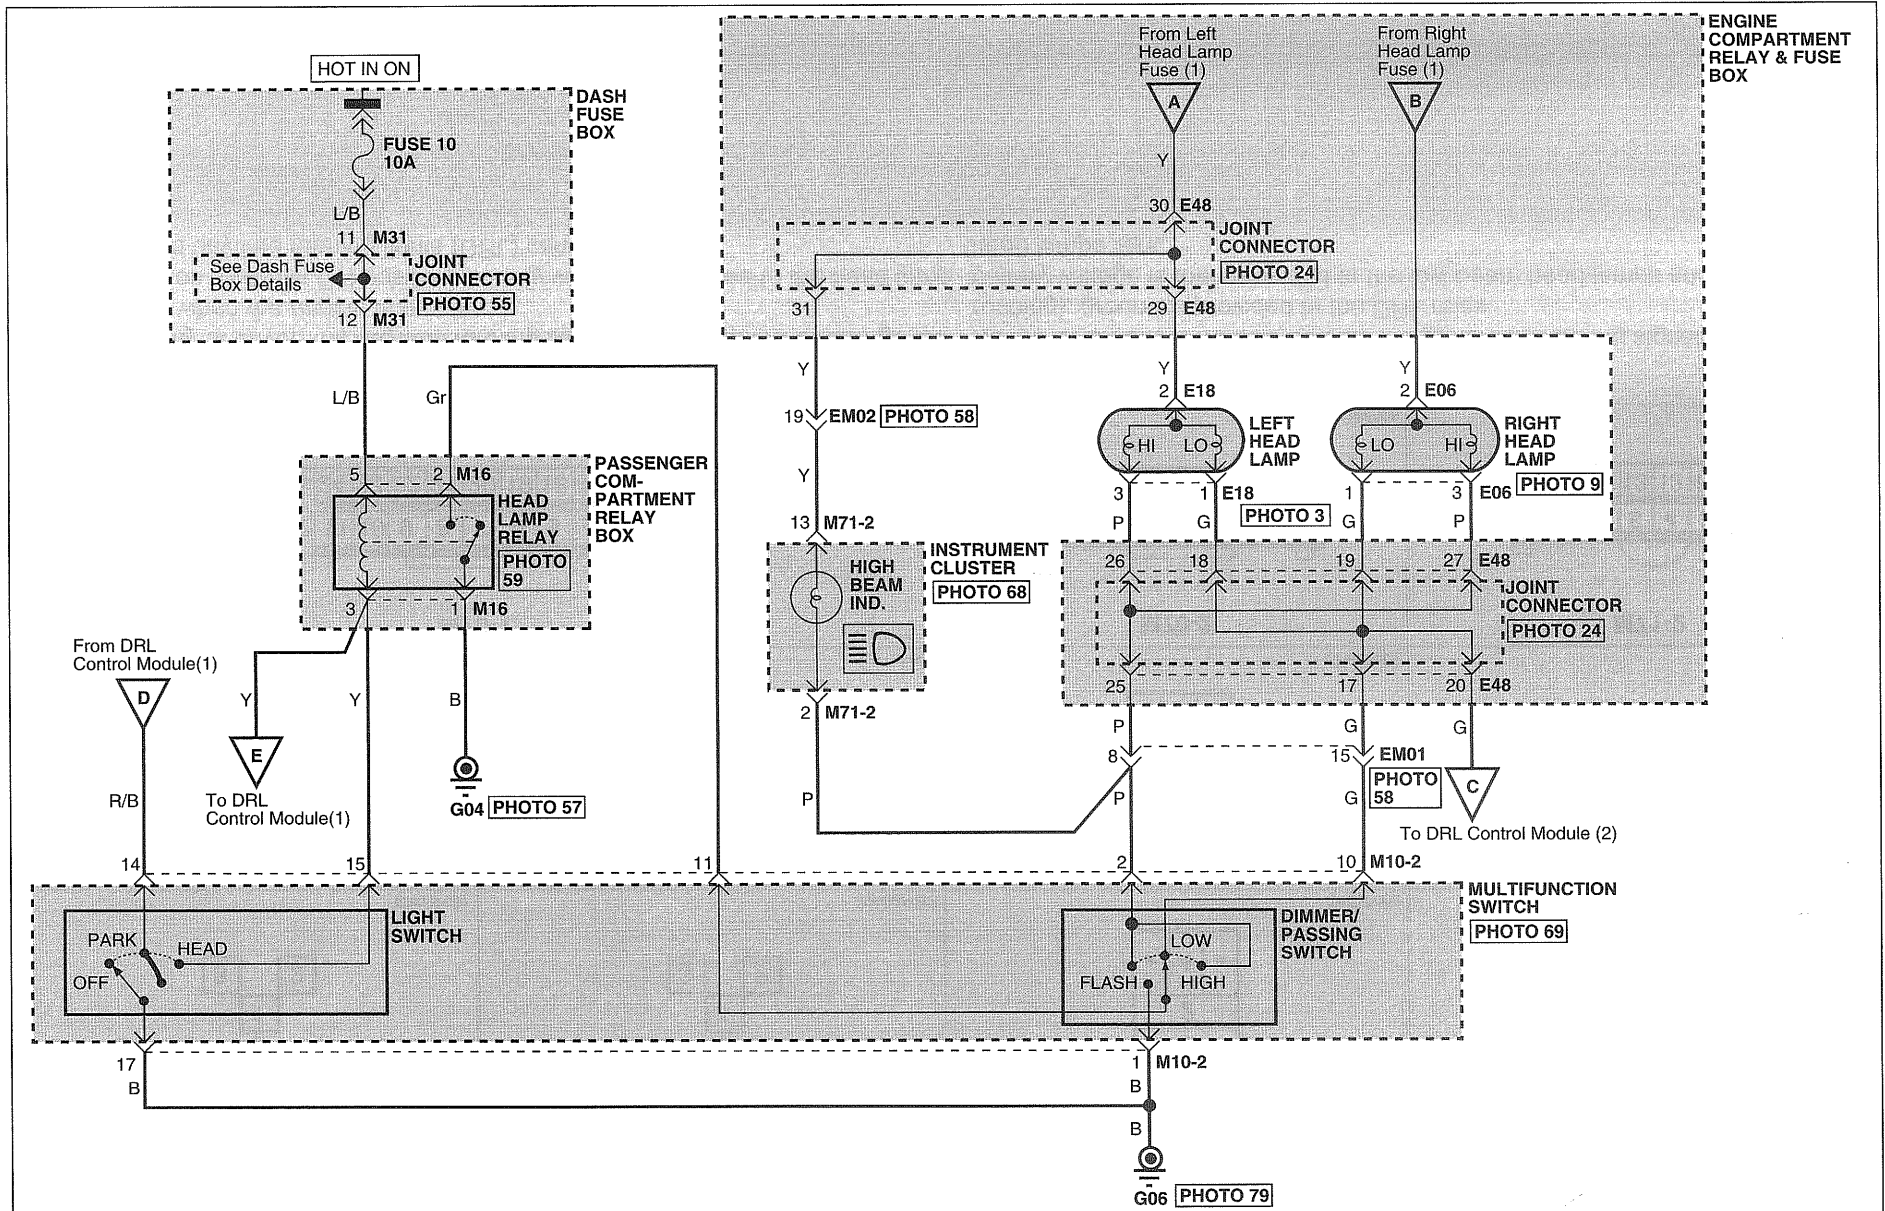 HOT IN ON
DASH
FUSE
BOX
FUSE 10
10A
L/B
11 M31
See Dash Fuse
Box Details
JOINT
CONNECTOR
PHOTO 55
12 M31
L/B
Gr
5
2 M16
PASSENGER
COM-
PARTMENT
RELAY
BOX
HEAD
LAMP
RELAY
PHOTO
59
3
1 M16
From DRL
Control Module(1)
D
Y
Y
B
E
To DRL
Control Module(1)
R/B
G04 PHOTO 57
ENGINE
COMPARTMENT
RELAY & FUSE
BOX
From Left
Head Lamp
Fuse (1)
A
From Right
Head Lamp
Fuse (1)
B
Y
30 E48
JOINT
CONNECTOR
PHOTO 24
31
29 E48
Y
Y
Y
19 EM02 PHOTO 58
Y
2 E18
2 E06
HI LO
LEFT
HEAD
LAMP
LO HI
RIGHT
HEAD
LAMP
PHOTO 9
3
1 E18
PHOTO 3
1
3 E06
P
G
G
P
13 M71-2
INSTRUMENT
CLUSTER
PHOTO 68
HIGH
BEAM
IND.
2 M71-2
26
18
19
27 E48
JOINT
CONNECTOR
PHOTO 24
25
17
20 E48
P
G
G
8
15 EM01
PHOTO
58
C
P
P
G
To DRL Control Module (2)
14
15
11
2
10 M10-2
MULTIFUNCTION
SWITCH
PHOTO 69
LIGHT
SWITCH
PARK
HEAD
OFF
DIMMER/
PASSING
SWITCH
LOW
FLASH
HIGH
17
1 M10-2
B
B
B
G06 PHOTO 79